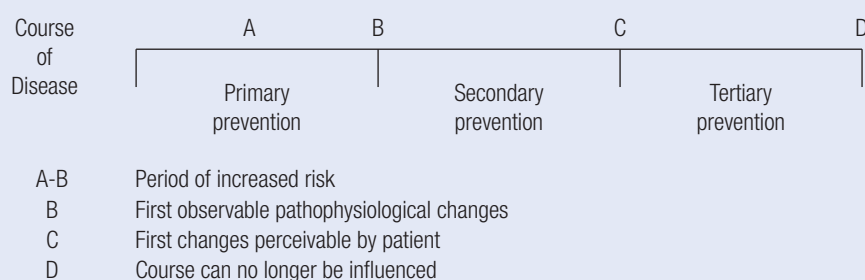 Course
of
Disease
A B C D
Primary
prevention
Secondary
prevention
Tertiary
prevention
A-B Period of increased risk
B First observable pathophysiological changes
C First changes perceivable by patient
D Course can no longer be influenced